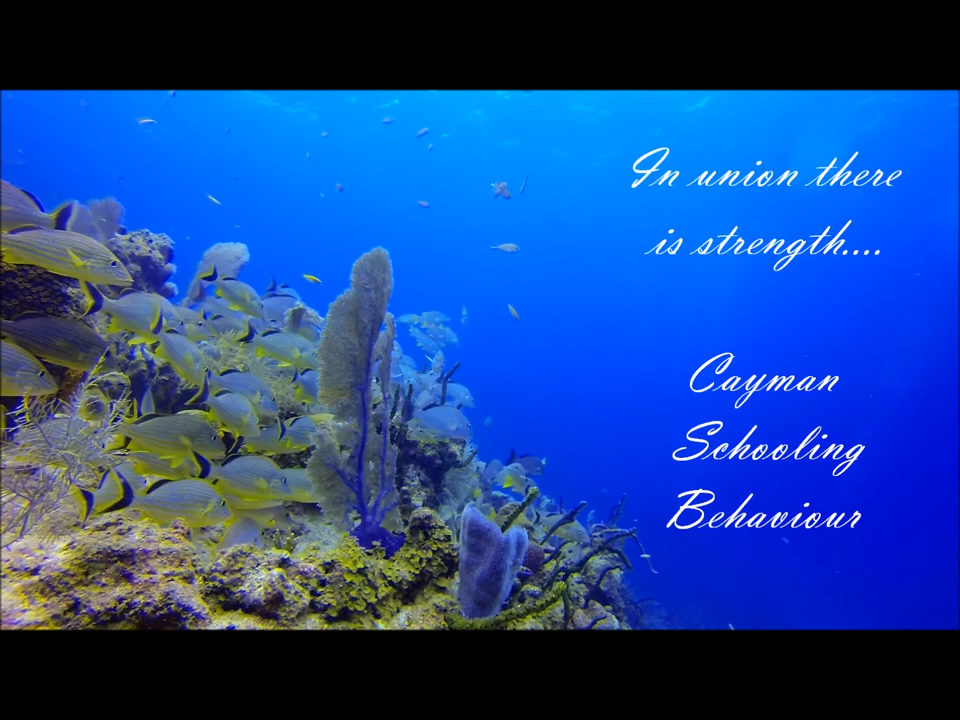 In union there
is strength....
Cayman
Schooling
Behaviour